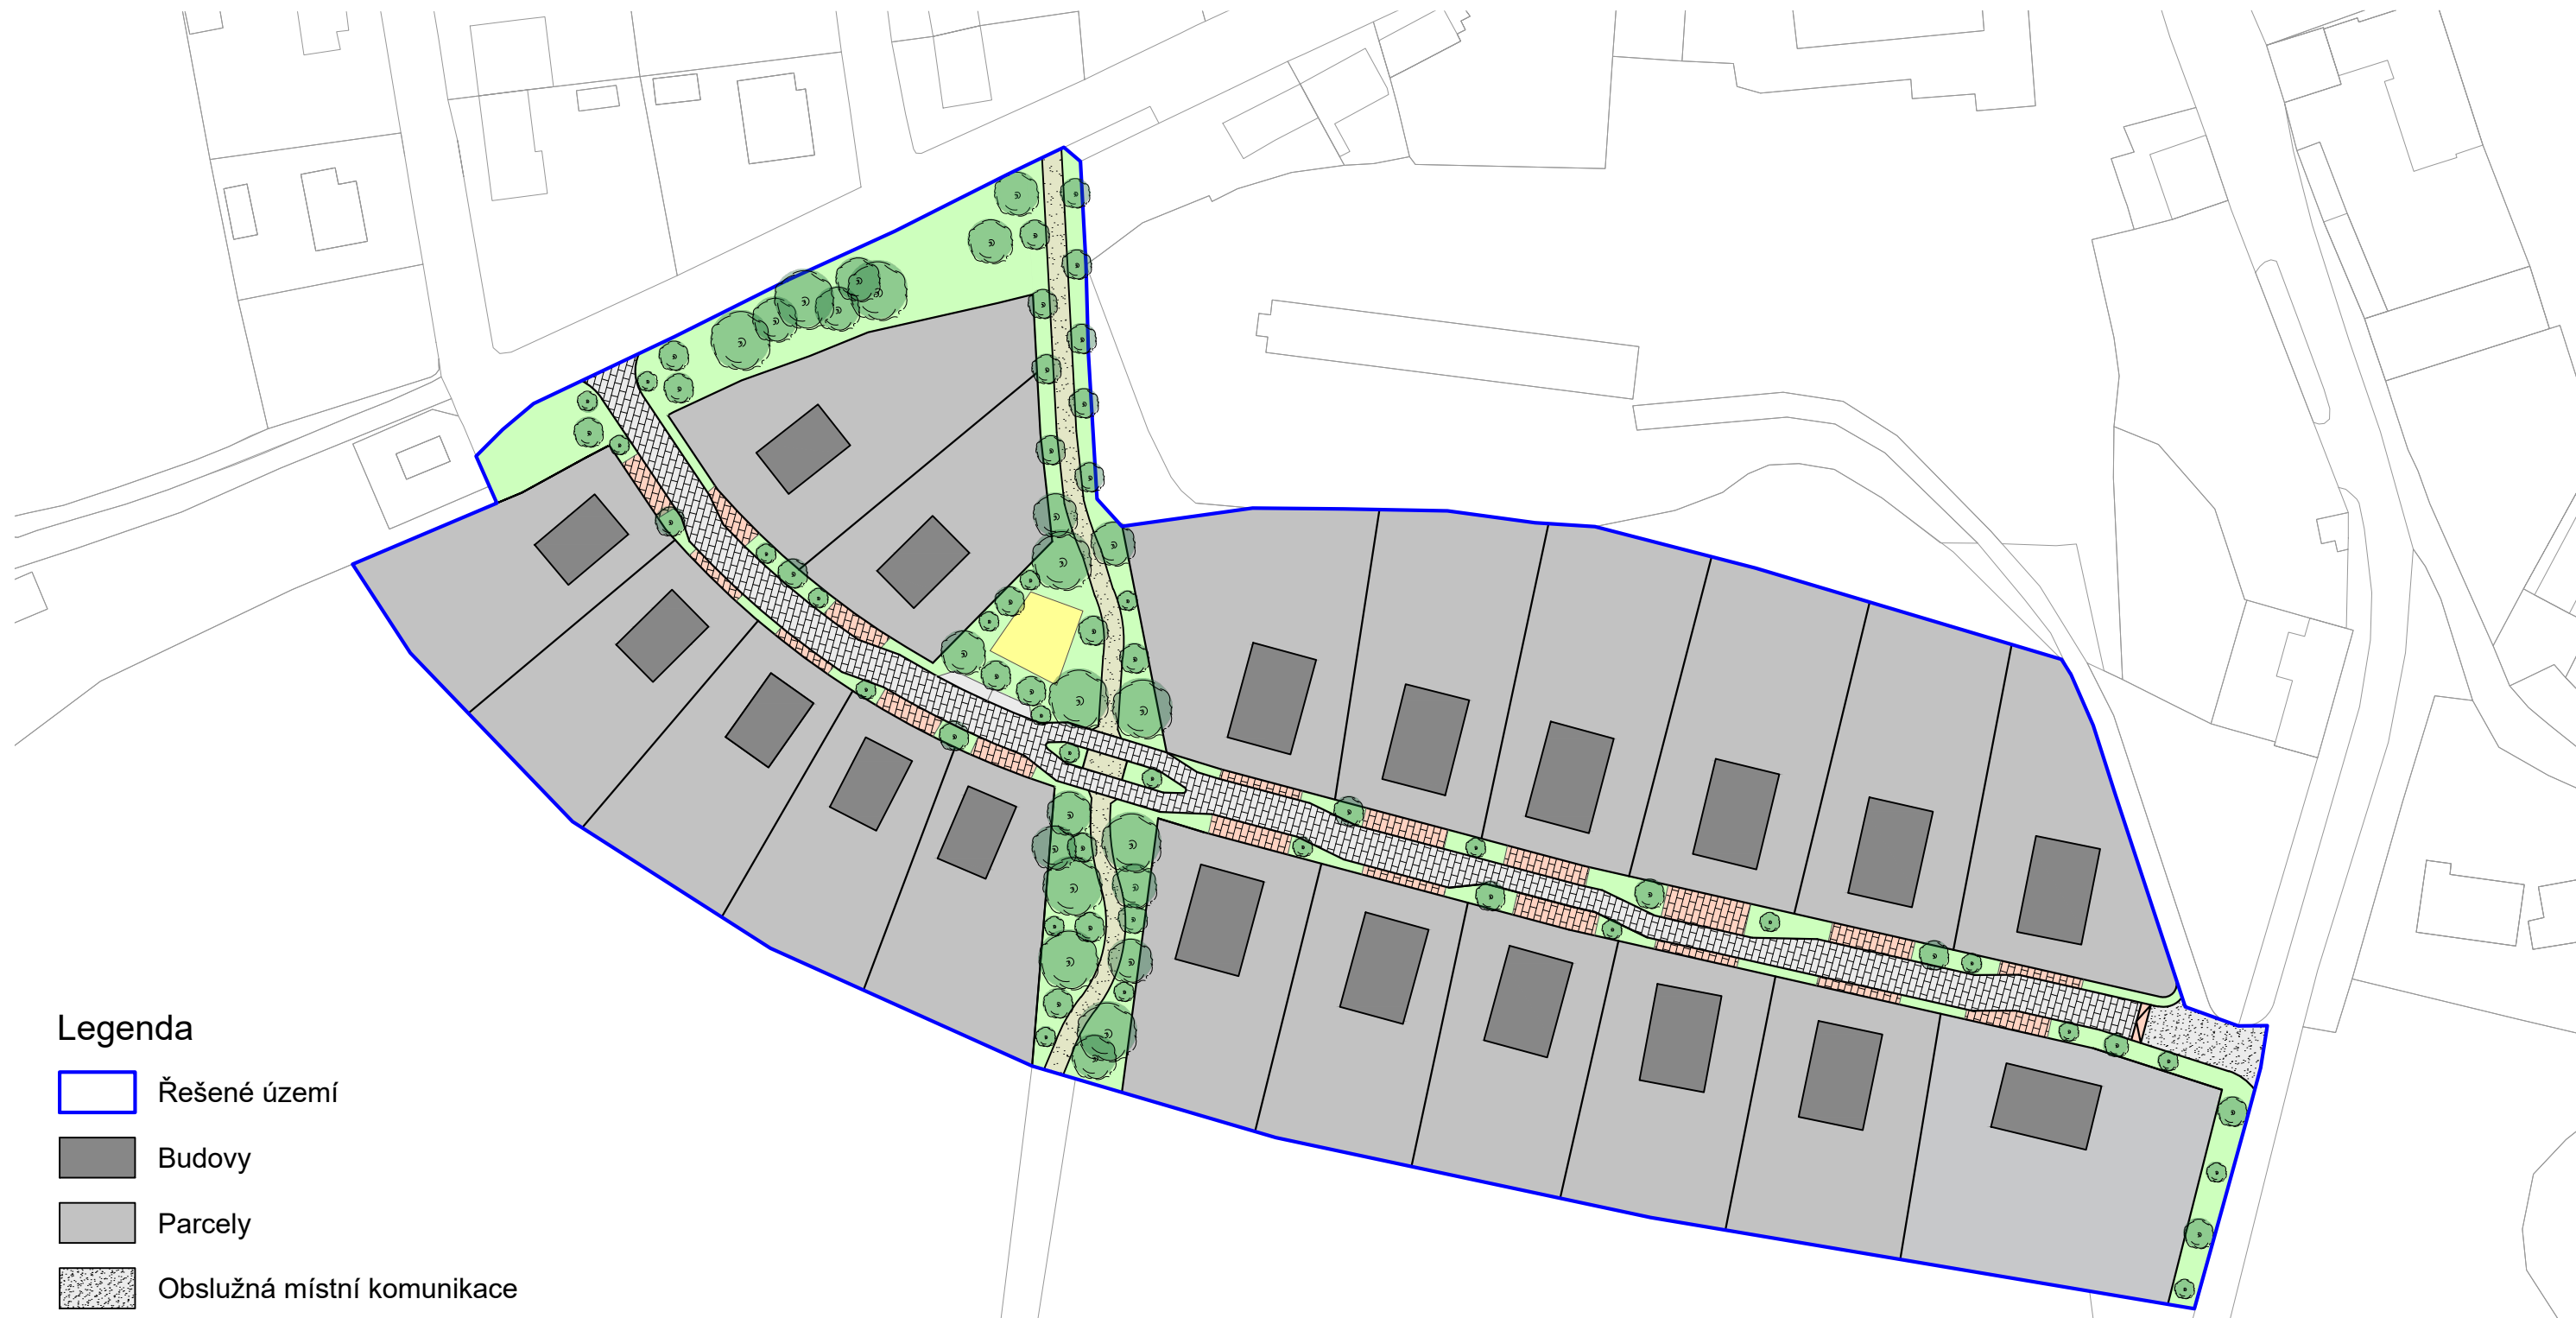 Legenda
Řešené území
Budovy
Parcely
Obslužná místní komunikace